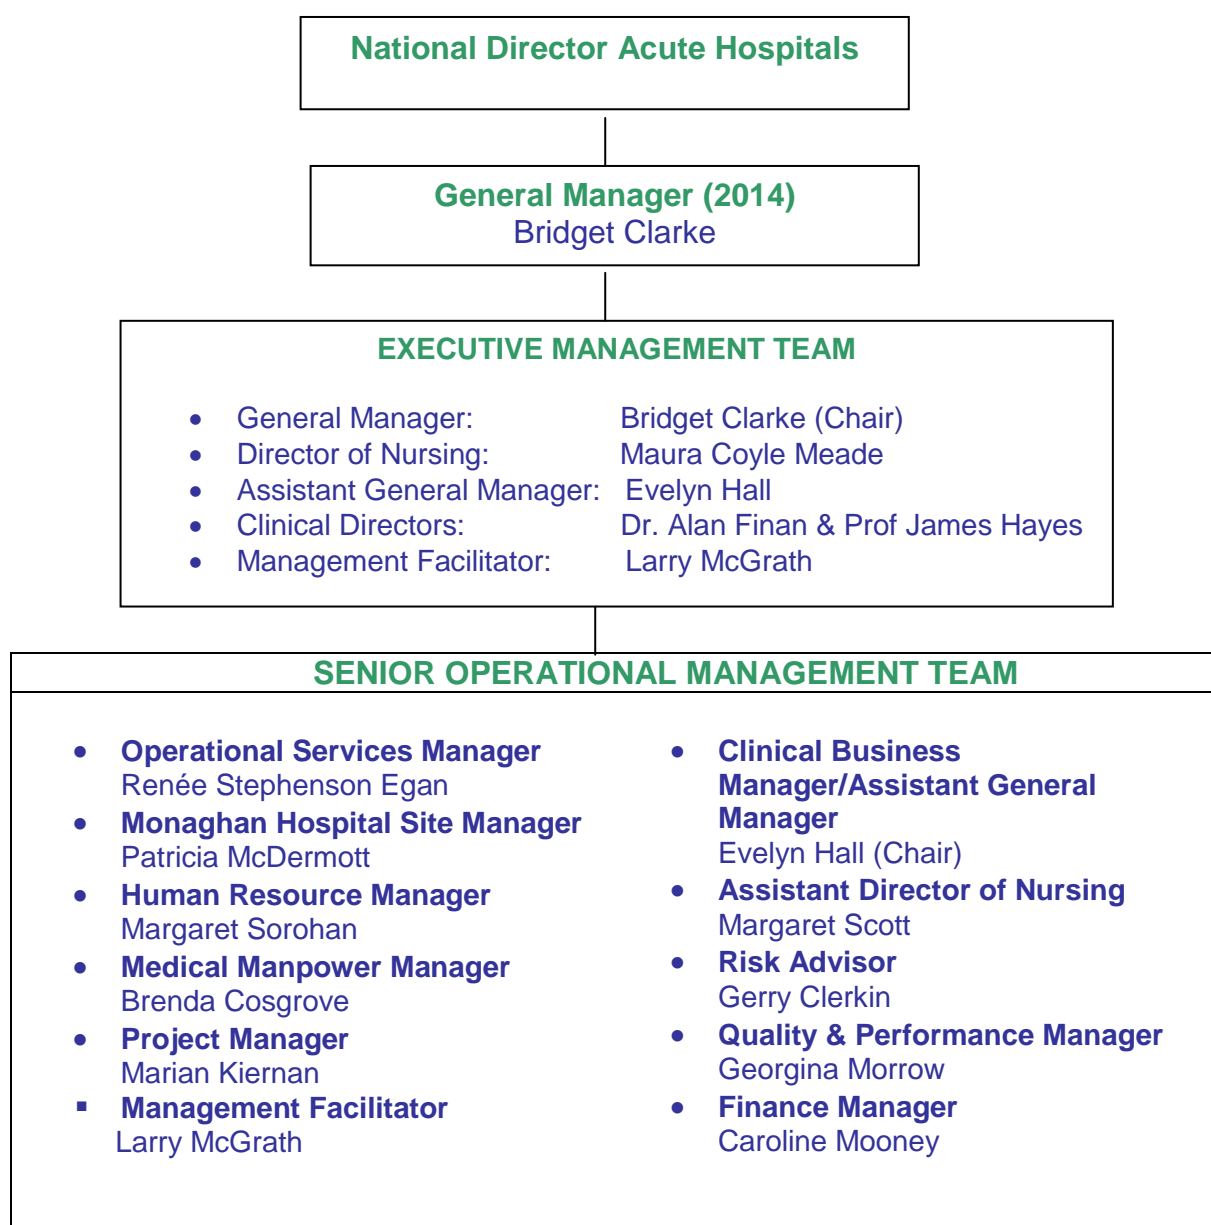 National Director Acute Hospitals
General Manager (2014)
Bridget Clarke
EXECUTIVE MANAGEMENT TEAM
• General Manager: Bridget Clarke (Chair)
• Director of Nursing: Maura Coyle Meade
• Assistant General Manager: Evelyn Hall
• Clinical Directors: Dr. Alan Finan & Prof James Hayes
• Management Facilitator: Larry McGrath
SENIOR OPERATIONAL MANAGEMENT TEAM
• Operational Services Manager
Renée Stephenson Egan
• Monaghan Hospital Site Manager
Patricia McDermott
• Human Resource Manager
Margaret Sorohan
• Medical Manpower Manager
Brenda Cosgrove
• Project Manager
Marian Kiernan
▪ Management Facilitator
Larry McGrath
• Clinical Business
Manager/Assistant General
Manager
Evelyn Hall (Chair)
• Assistant Director of Nursing
Margaret Scott
• Risk Advisor
Gerry Clerkin
• Quality & Performance Manager
Georgina Morrow
• Finance Manager
Caroline Mooney